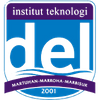 institut teknologi
del
MARTUHAN-MARROHA-MARBISUK
2001